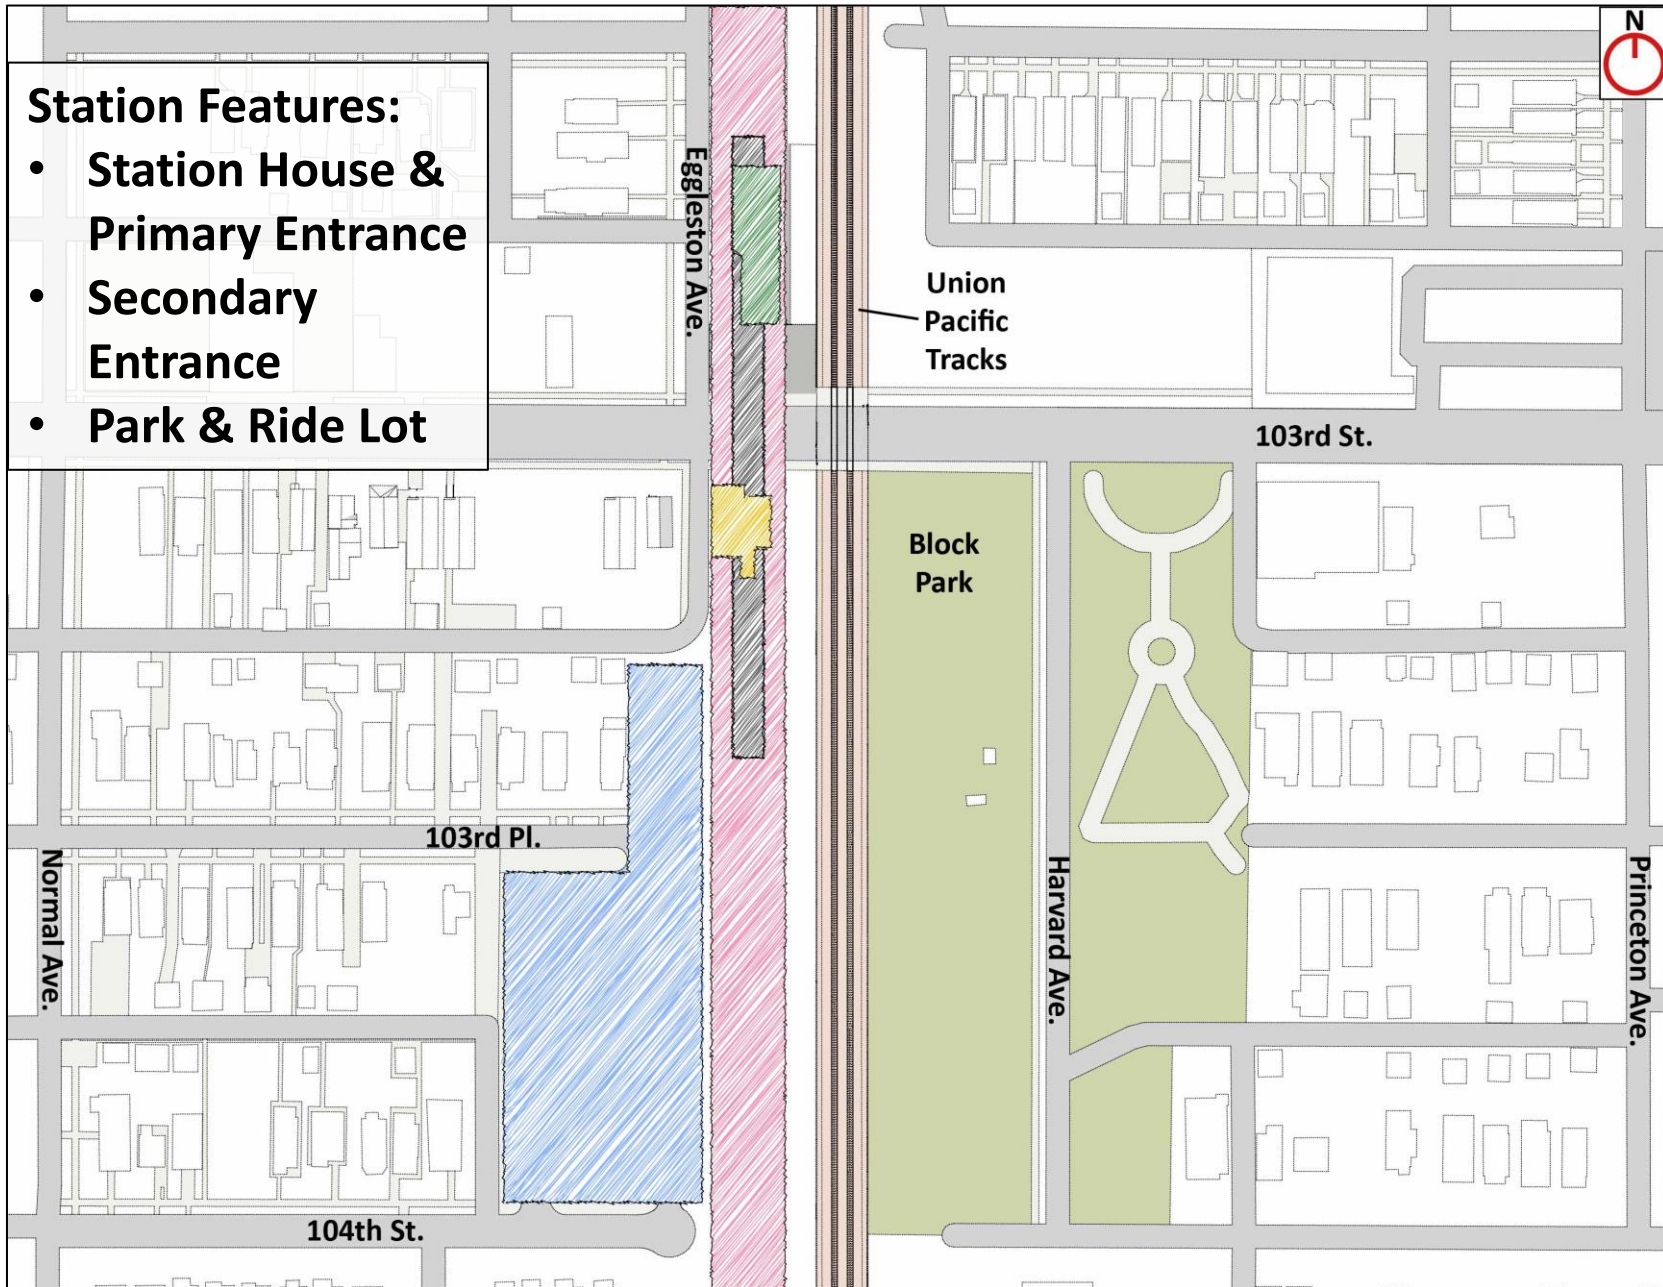 N
Station Features:
• Station House &
Primary Entrance
• Secondary
Entrance
• Park & Ride Lot
Eggleston Ave.
Union
Pacific
Tracks
103rd St.
Block
Park
103rd Pl.
Normal Ave.
Harvard Ave.
Princeton Ave.
104th St.